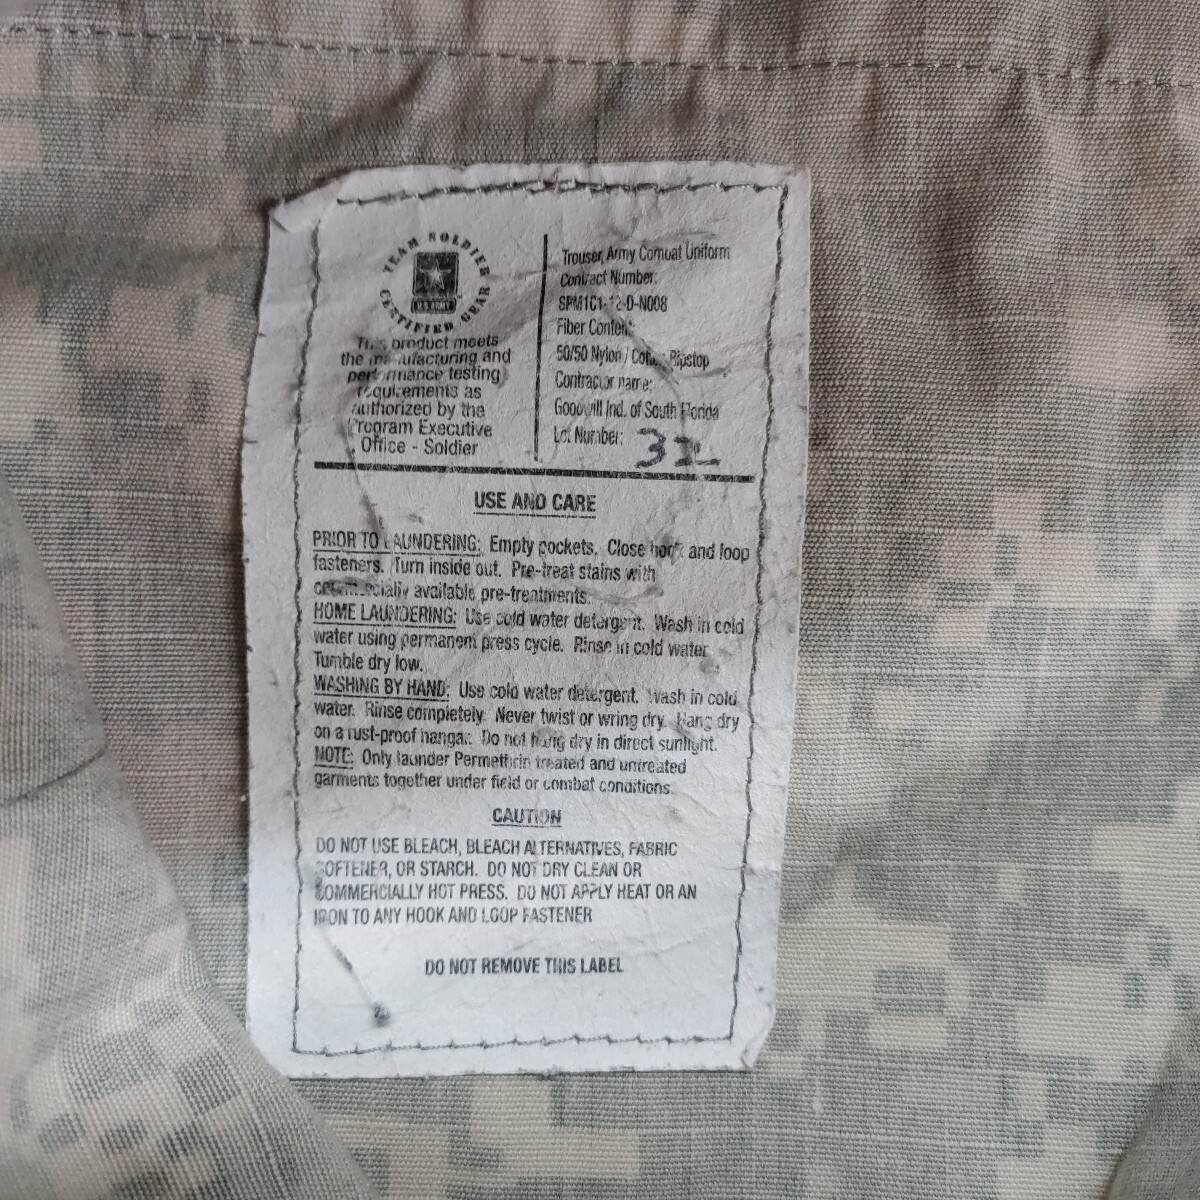 TEAM SOLDIER
CERTIFIED GEAR
U.S. ARMY
This product meets
the manufacturing and
performance testing
requirements as
authorized by the
Program Executive
Office - Soldier
Trouser, Army Combat Uniform
Contract Number:
SPM1C1-12-D-N008
Fiber Content:
50/50 Nylon / Cotton Ripstop
Contractor name:
Goodwill Ind. of South Florida
Lot Number: 32
USE AND CARE
PRIOR TO LAUNDERING: Empty pockets. Close hook and loop
fasteners. Turn inside out. Pre-treat stains with
commercially available pre-treatments.
HOME LAUNDERING: Use cold water detergent. Wash in cold
water using permanent press cycle. Rinse in cold water
Tumble dry low.
WASHING BY HAND: Use cold water detergent. Wash in cold
water. Rinse completely. Never twist or wring dry. Hang dry
on a rust-proof hanger. Do not hang dry in direct sunlight.
NOTE: Only launder Permethrin treated and untreated
garments together under field or combat conditions.
CAUTION
DO NOT USE BLEACH, BLEACH ALTERNATIVES, FABRIC
SOFTENER, OR STARCH. DO NOT DRY CLEAN OR
COMMERCIALLY HOT PRESS. DO NOT APPLY HEAT OR AN
IRON TO ANY HOOK AND LOOP FASTENER
DO NOT REMOVE THIS LABEL